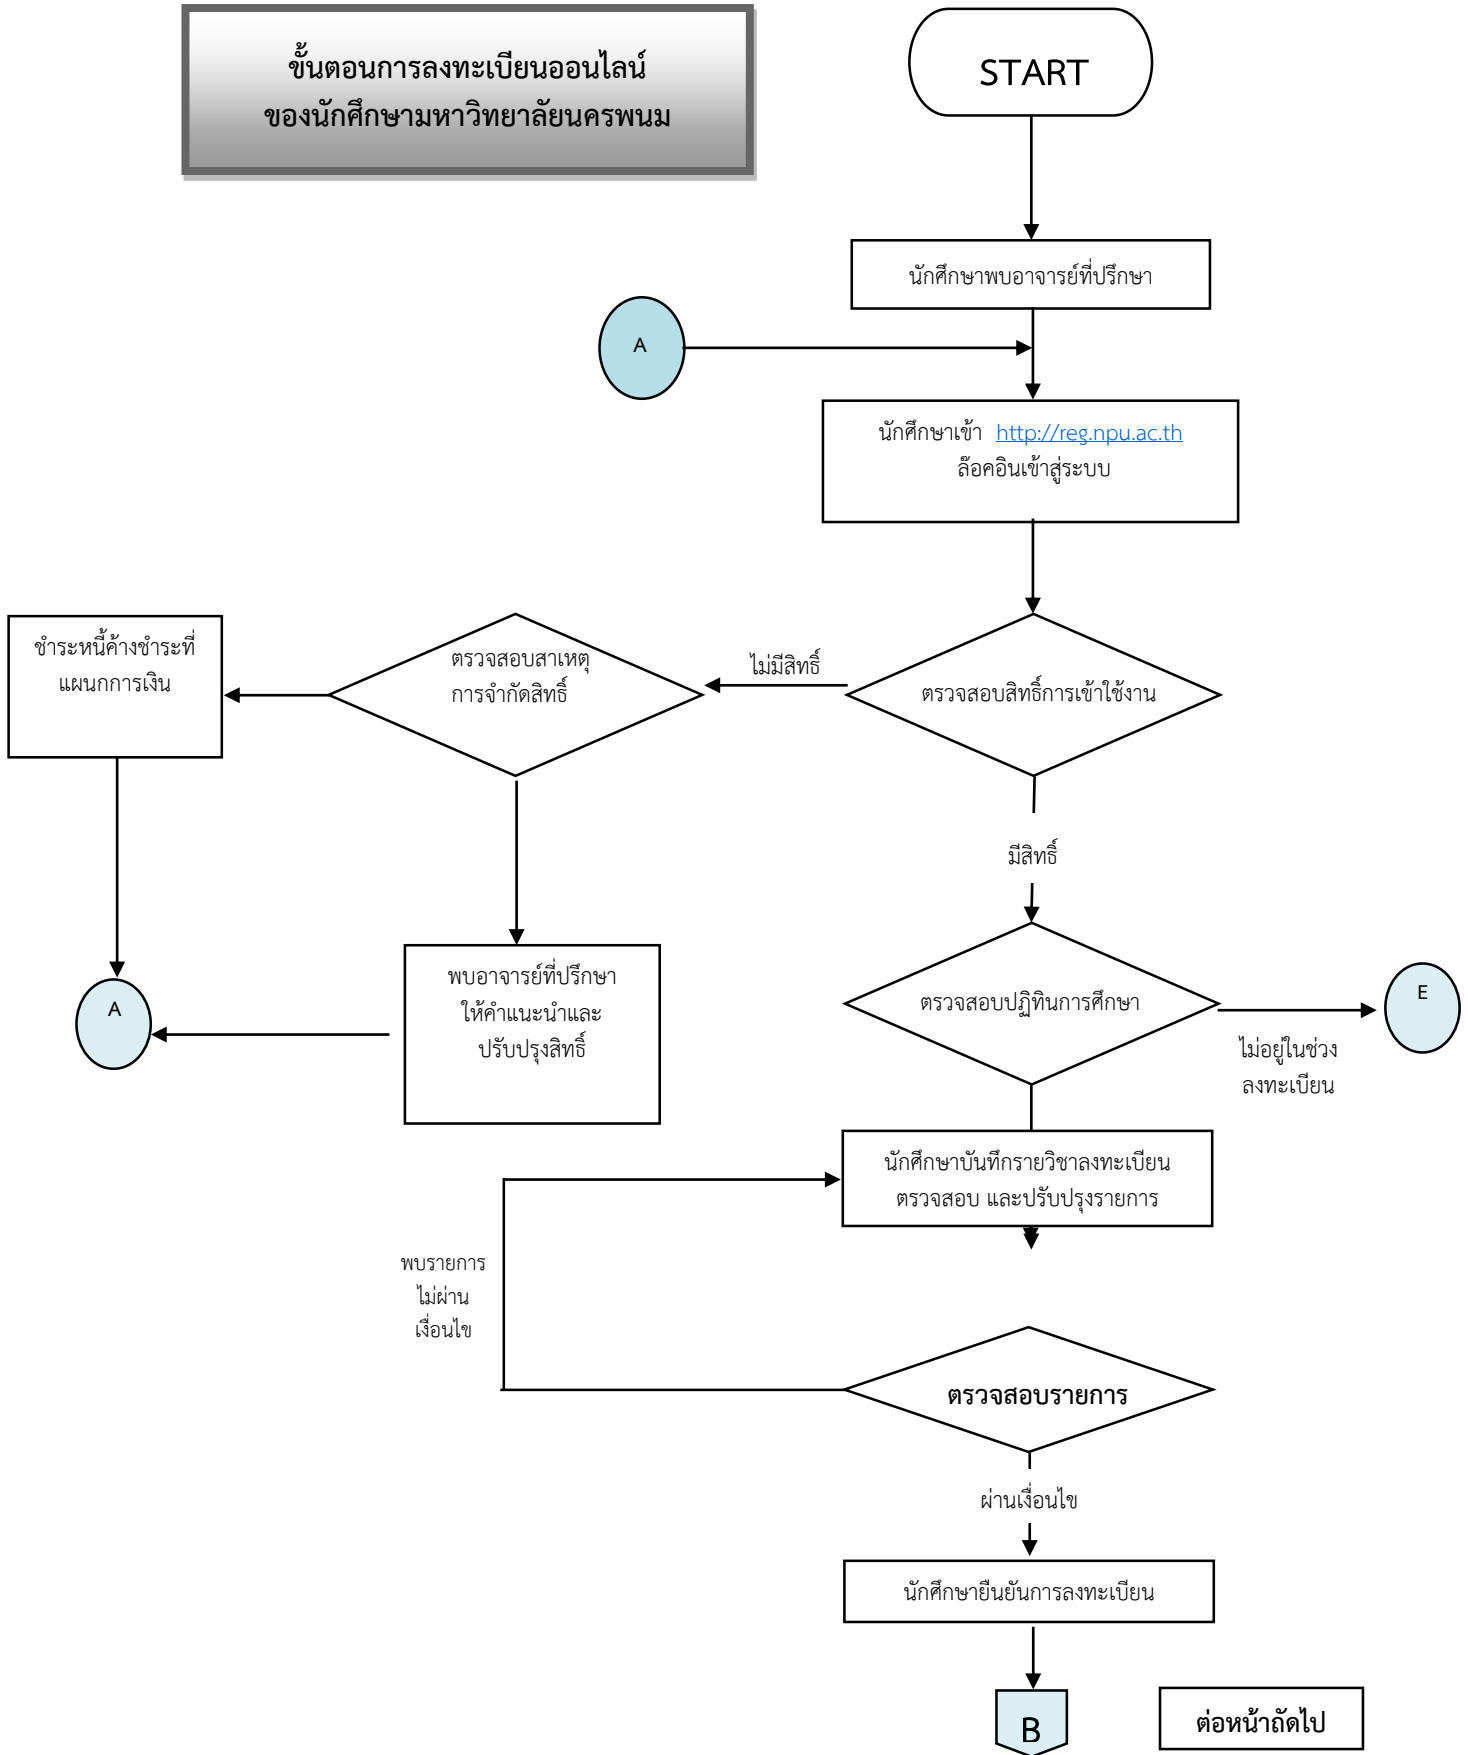 ขั้นตอนการลงทะเบียนออนไลน์
ของนักศึกษามหาวิทยาลัยนครพนม
START
นักศึกษาพบอาจารย์ที่ปรึกษา
A
นักศึกษาเข้า http://reg.npu.ac.th
ล๊อคอินเข้าสู่ระบบ
ชำระหนี้ค้างชำระที่
แผนกการเงิน
ตรวจสอบสาเหตุ
การจำกัดสิทธิ์
ไม่มีสิทธิ์
ตรวจสอบสิทธิ์การเข้าใช้งาน
มีสิทธิ์
A
พบอาจารย์ที่ปรึกษา
ให้คำแนะนำและ
ปรับปรุงสิทธิ์
ตรวจสอบปฏิทินการศึกษา
E
ไม่อยู่ในช่วง
ลงทะเบียน
นักศึกษาบันทึกรายวิชาลงทะเบียน
ตรวจสอบ และปรับปรุงรายการ
พบรายการ
ไม่ผ่าน
เงื่อนไข
ตรวจสอบรายการ
ผ่านเงื่อนไข
นักศึกษายืนยันการลงทะเบียน
B
ต่อหน้าถัดไป